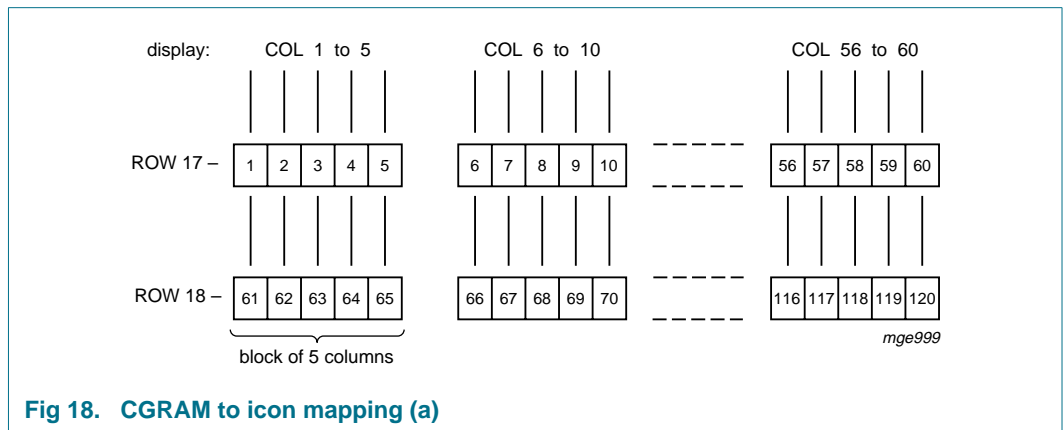 display: COL 1 to 5 COL 6 to 10 COL 56 to 60
ROW 17 – 1 2 3 4 5 6 7 8 9 10 56 57 58 59 60
ROW 18 – 61 62 63 64 65 66 67 68 69 70 116 117 118 119 120
mge999
block of 5 columns
Fig 18. CGRAM to icon mapping (a)